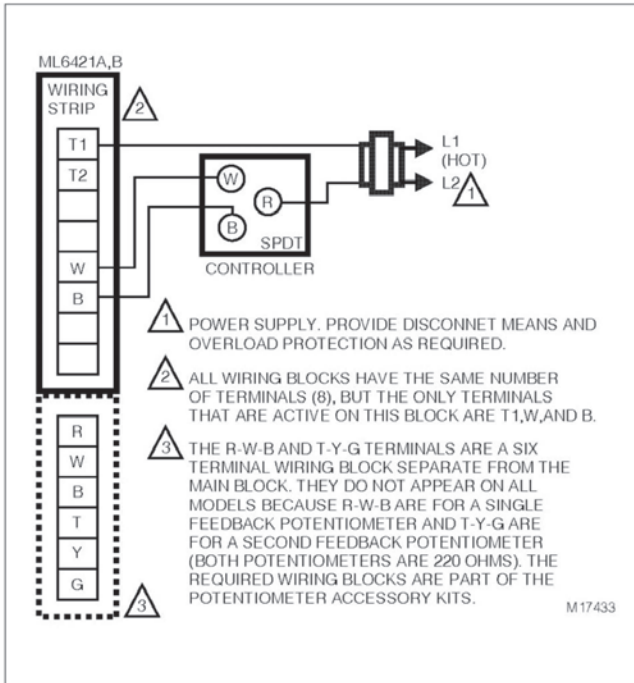 ML6421A,B
WIRING
STRIP
2
T1
T2
W
B
W
R
B
SPDT
CONTROLLER
L1
(HOT)
L2
1
1 POWER SUPPLY. PROVIDE DISCONNET MEANS AND
OVERLOAD PROTECTION AS REQUIRED.
2 ALL WIRING BLOCKS HAVE THE SAME NUMBER
OF TERMINALS (8), BUT THE ONLY TERMINALS
THAT ARE ACTIVE ON THIS BLOCK ARE T1,W,AND B.
3 THE R-W-B AND T-Y-G TERMINALS ARE A SIX
TERMINAL WIRING BLOCK SEPARATE FROM THE
MAIN BLOCK. THEY DO NOT APPEAR ON ALL
MODELS BECAUSE R-W-B ARE FOR A SINGLE
FEEDBACK POTENTIOMETER AND T-Y-G ARE
FOR A SECOND FEEDBACK POTENTIOMETER
(BOTH POTENTIOMETERS ARE 220 OHMS). THE
REQUIRED WIRING BLOCKS ARE PART OF THE
POTENTIOMETER ACCESSORY KITS.
R
W
B
T
Y
G
3
M17433